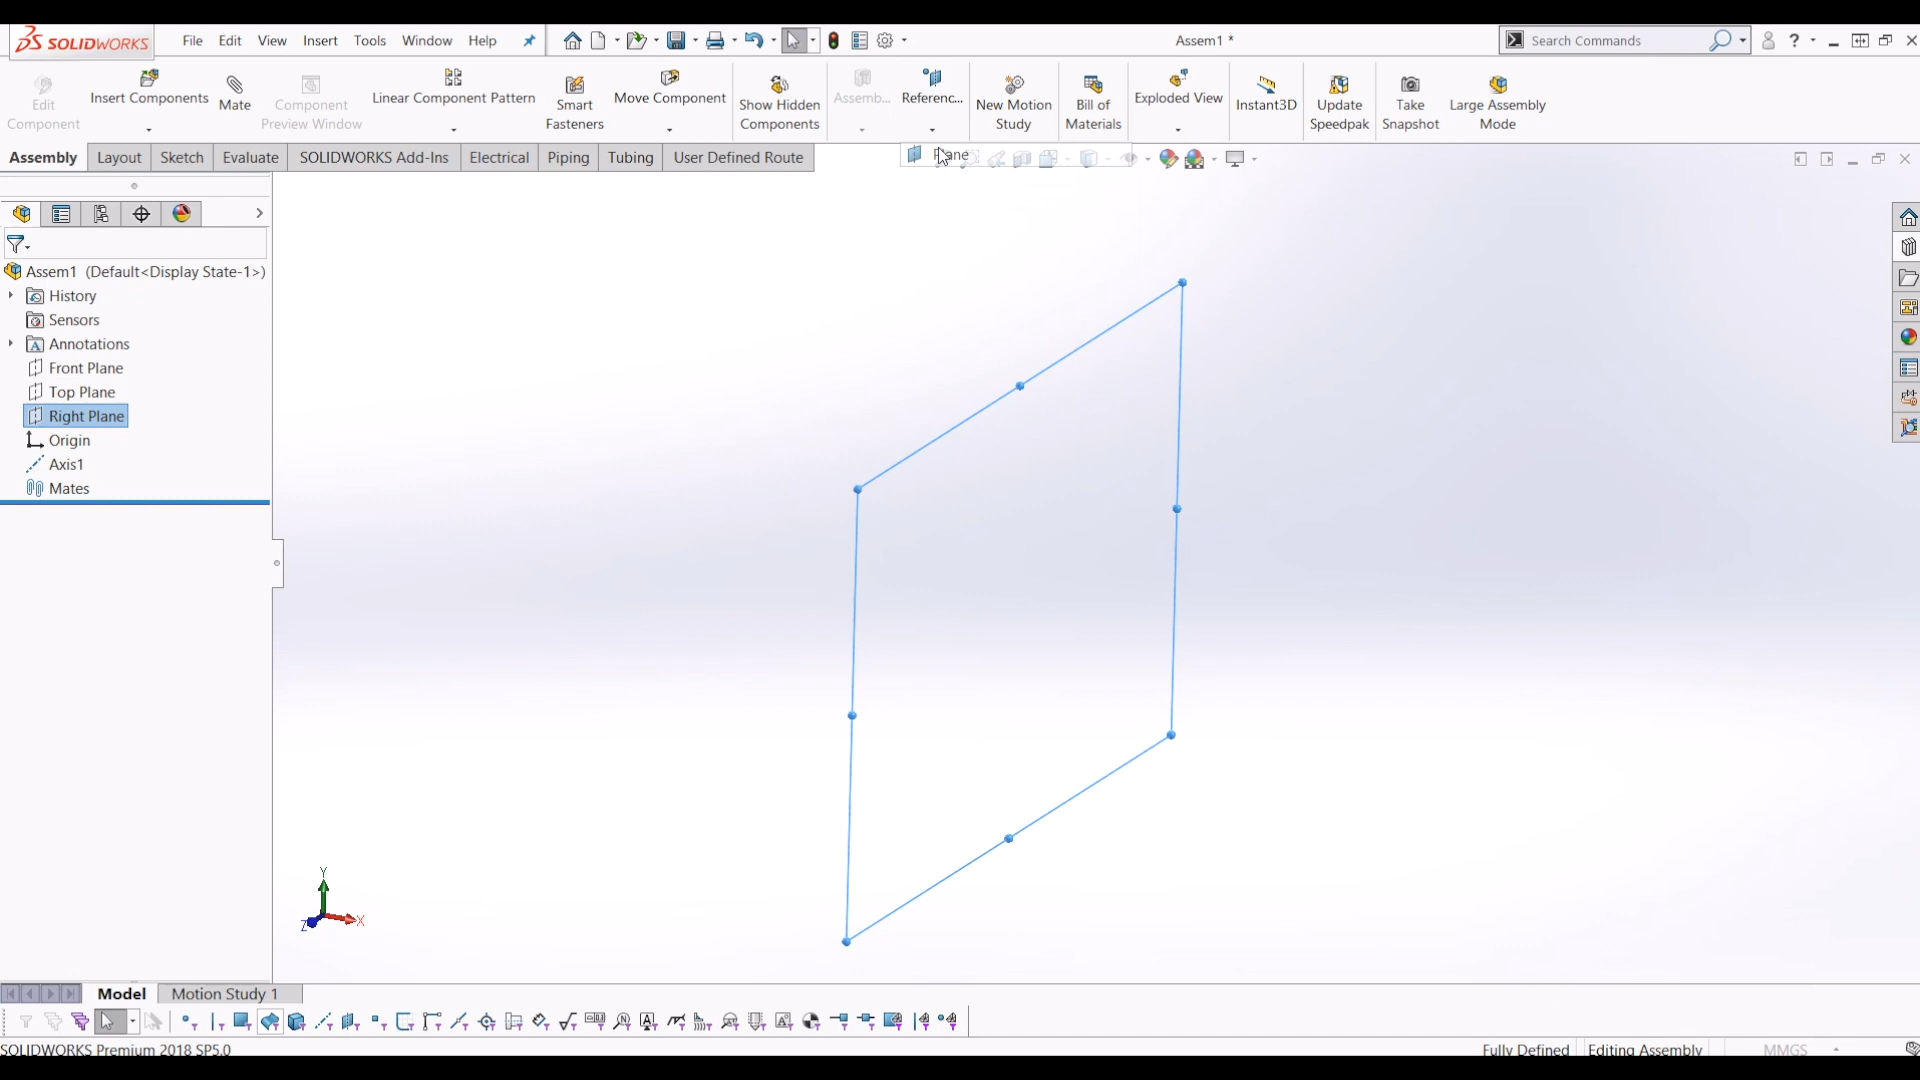 SOLIDWORKS File Edit View Insert Tools Window Help Assem1 * Search Commands ?
Edit Component Insert Components Mate Component Preview Window Linear Component Pattern Smart Fasteners Move Component Show Hidden Components Assemb... Referenc... New Motion Study Bill of Materials Exploded View Instant3D Update Speedpak Take Snapshot Large Assembly Mode
Assembly Layout Sketch Evaluate SOLIDWORKS Add-Ins Electrical Piping Tubing User Defined Route
Plane
Assem1 (Default<Display State-1>)
History
Sensors
Annotations
Front Plane
Top Plane
Right Plane
Origin
Axis1
Mates
Y
X
Z
Model Motion Study 1
SOLIDWORKS Premium 2018 SP5.0 Fully Defined Editing Assembly MMGS